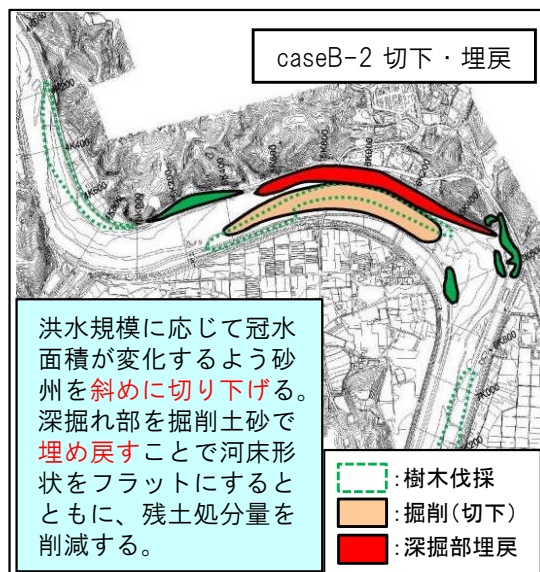 caseB-2 切下・埋戻
4K400
7K000
洪水規模に応じて冠水
面積が変化するよう砂
州を斜めに切り下げる。
深掘れ部を掘削土砂で
埋め戻すことで河床形
状をフラットにすると
ともに、残土処分量を
削減する。
:樹木伐採
:掘削(切下)
:深掘部埋戻